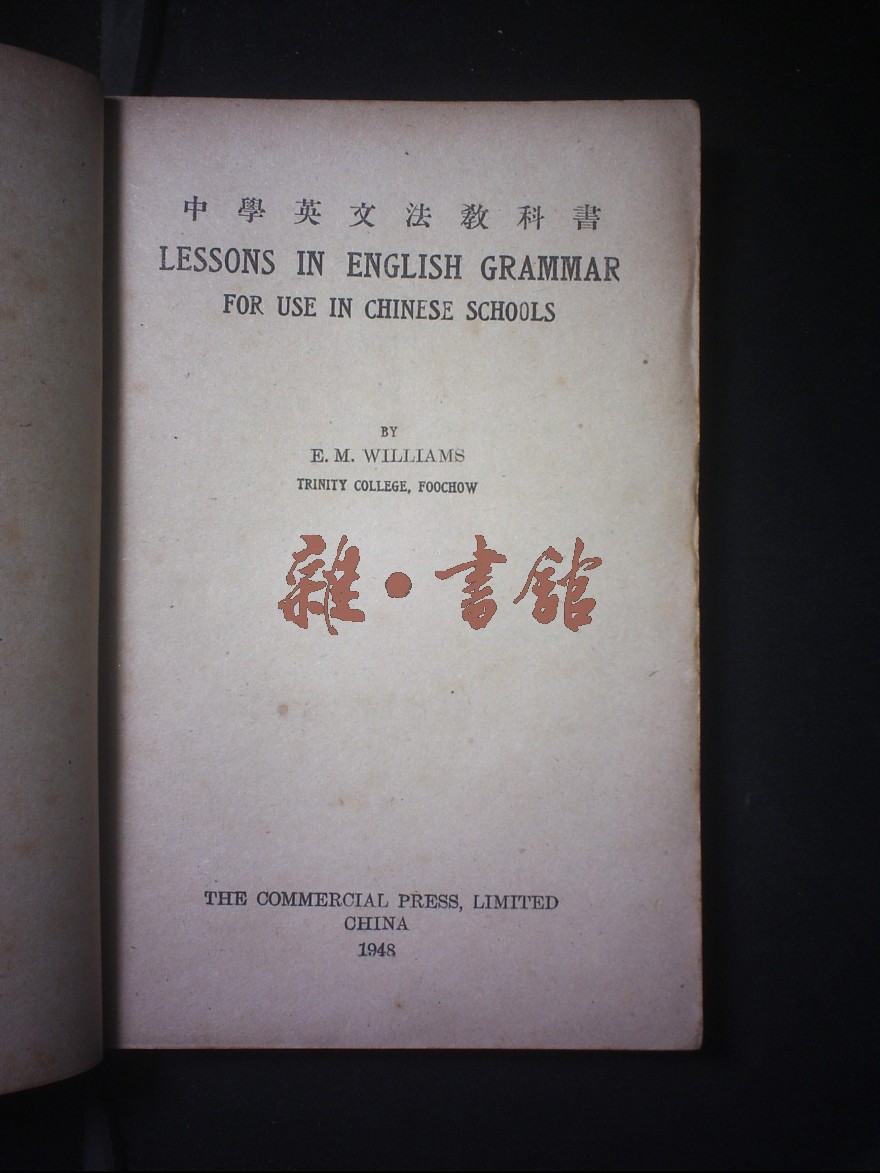 中學英文法教科書
LESSONS IN ENGLISH GRAMMAR
FOR USE IN CHINESE SCHOOLS
BY
E. M. WILLIAMS
TRINITY COLLEGE, FOOCHOW
雜·書館
THE COMMERCIAL PRESS, LIMITED
CHINA
1948